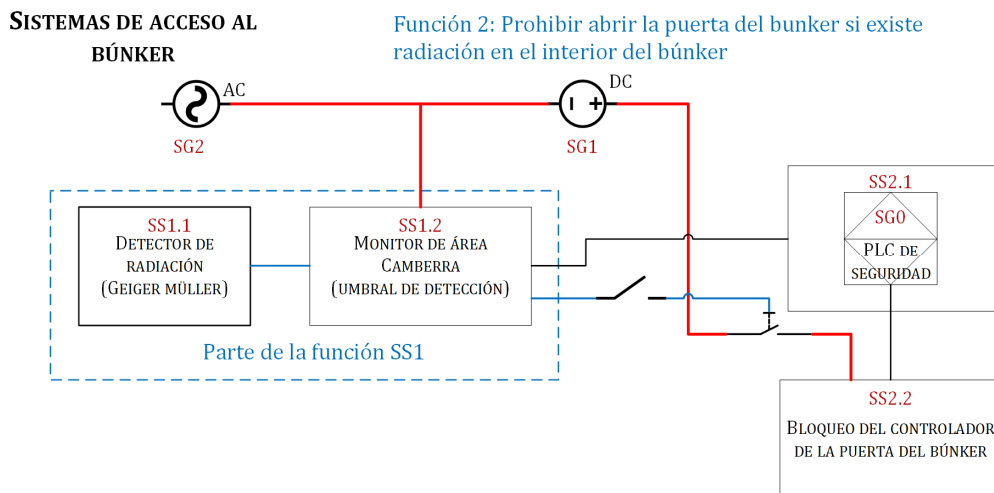 SISTEMAS DE ACCESO AL
BÚNKER
Función 2: Prohibir abrir la puerta del bunker si existe
radiación en el interior del búnker
AC
DC
SG2
SG1
SS1.1
DETECTOR DE
RADIACIÓN
(GEIGER MÜLLER)
SS1.2
MONITOR DE ÁREA
CAMBERRA
(UMBRAL DE DETECCIÓN)
SS2.1
SG0
PLC DE
SEGURIDAD
Parte de la función SS1
SS2.2
BLOQUEO DEL CONTROLADOR
DE LA PUERTA DEL BÚNKER